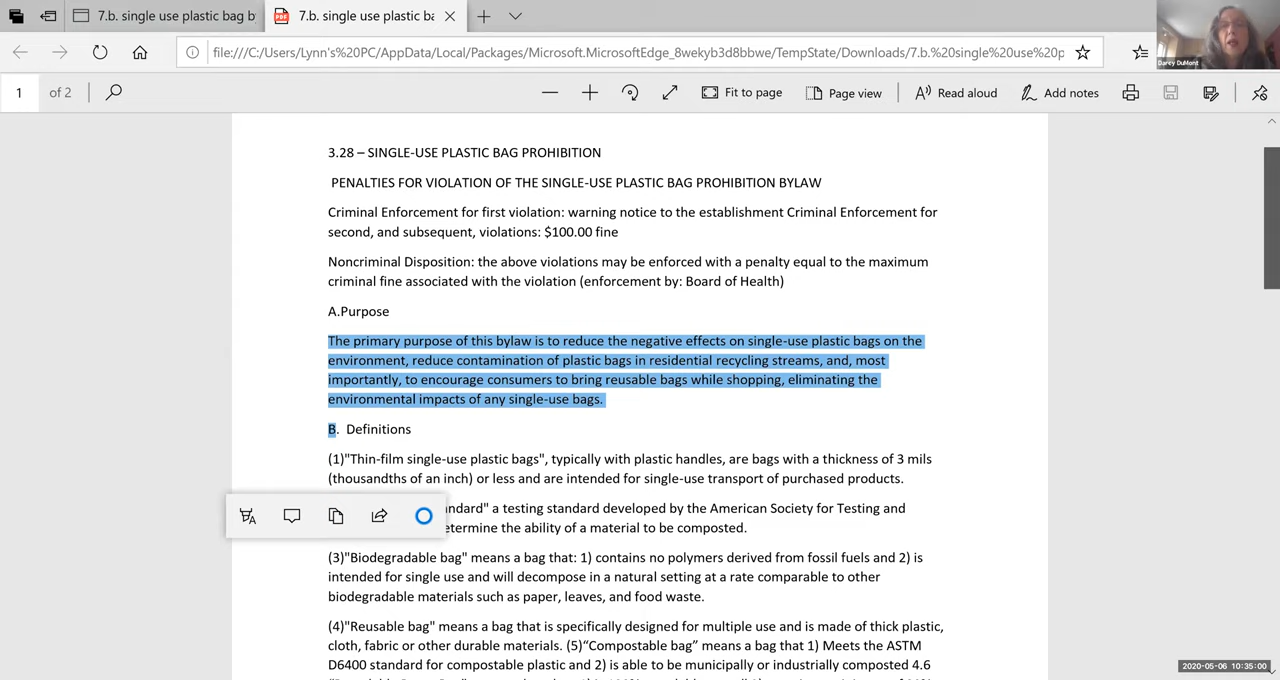 7.b. single use plastic bag b
7.b. single use plastic ba
file:///C:/Users/Lynn's%20PC/AppData/Local/Packages/Microsoft.MicrosoftEdge_8wekyb3d8bbwe/TempState/Downloads/7.b.%20single%20use%20p
Darcy DuMont
1 of 2
Fit to page
Page view
Read aloud
Add notes
3.28 – SINGLE-USE PLASTIC BAG PROHIBITION
PENALTIES FOR VIOLATION OF THE SINGLE-USE PLASTIC BAG PROHIBITION BYLAW
Criminal Enforcement for first violation: warning notice to the establishment Criminal Enforcement for
second, and subsequent, violations: $100.00 fine
Noncriminal Disposition: the above violations may be enforced with a penalty equal to the maximum
criminal fine associated with the violation (enforcement by: Board of Health)
A.Purpose
The primary purpose of this bylaw is to reduce the negative effects on single-use plastic bags on the
environment, reduce contamination of plastic bags in residential recycling streams, and, most
importantly, to encourage consumers to bring reusable bags while shopping, eliminating the
environmental impacts of any single-use bags.
B. Definitions
(1)"Thin-film single-use plastic bags", typically with plastic handles, are bags with a thickness of 3 mils
(thousandths of an inch) or less and are intended for single-use transport of purchased products.
ndard" a testing standard developed by the American Society for Testing and
etermine the ability of a material to be composted.
(3)"Biodegradable bag" means a bag that: 1) contains no polymers derived from fossil fuels and 2) is
intended for single use and will decompose in a natural setting at a rate comparable to other
biodegradable materials such as paper, leaves, and food waste.
(4)"Reusable bag" means a bag that is specifically designed for multiple use and is made of thick plastic,
cloth, fabric or other durable materials. (5)“Compostable bag” means a bag that 1) Meets the ASTM
D6400 standard for compostable plastic and 2) is able to be municipally or industrially composted 4.6
2020-05-06 10:35:00